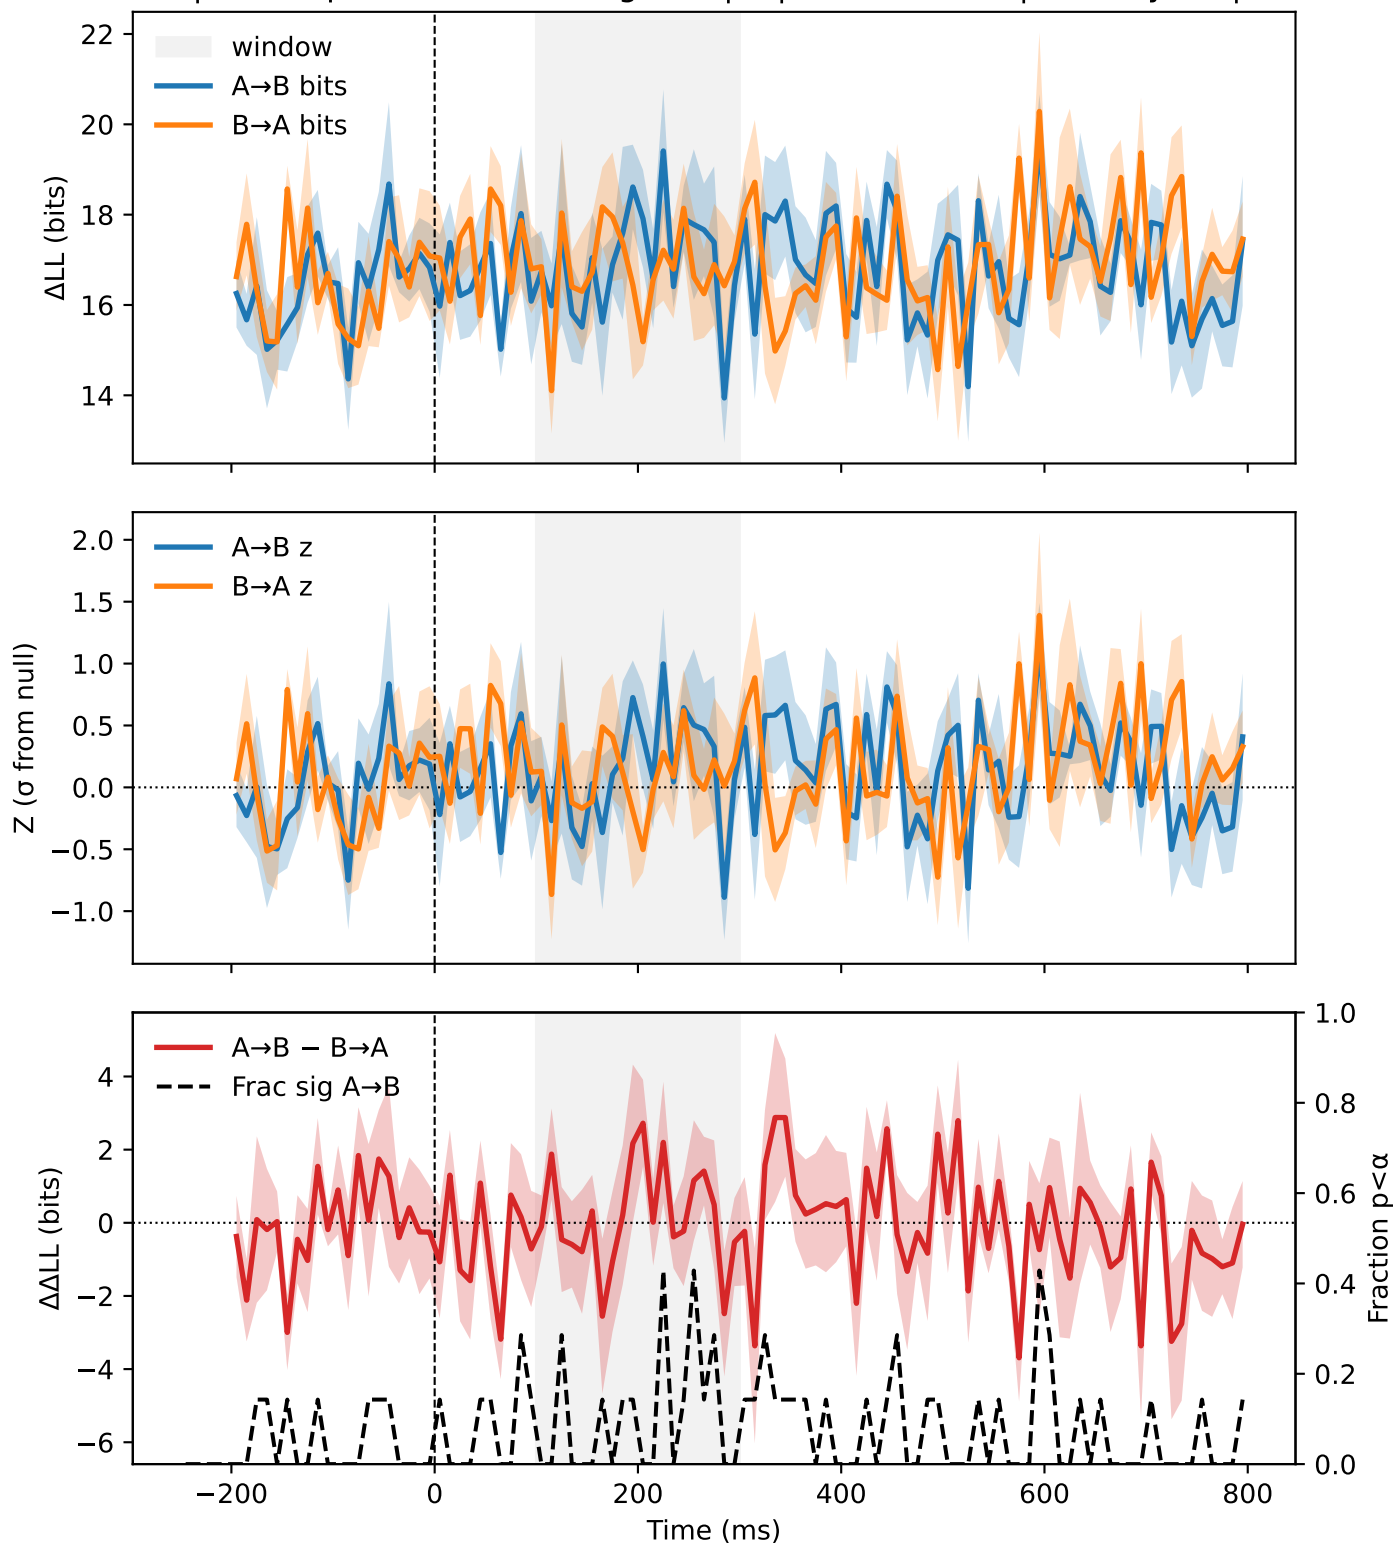 22
20
18
16
14
ΔLL (bits)
window
A→B bits
B→A bits
2.0
1.5
1.0
0.5
0.0
−0.5
−1.0
Z (σ from null)
A→B z
B→A z
4
2
0
−2
−4
−6
ΔΔLL (bits)
A→B − B→A
Frac sig A→B
1.0
0.8
0.6
0.4
0.2
0.0
Fraction p<α
−200 0 200 400 600 800
Time (ms)